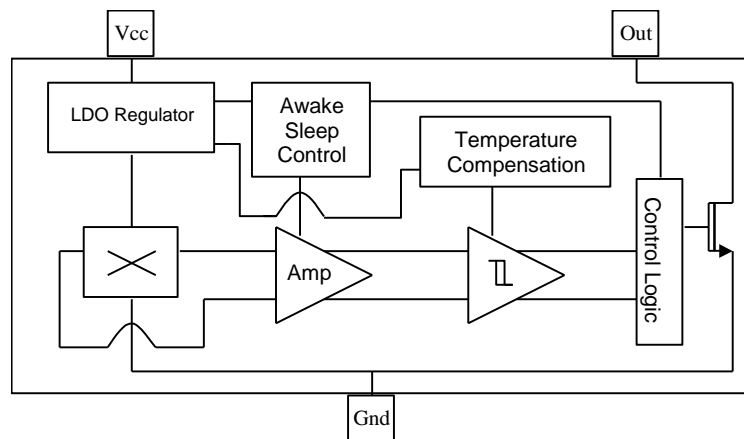 Vcc
Out
LDO Regulator
Awake
Sleep
Control
Temperature
Compensation
Control Logic
Amp
Gnd